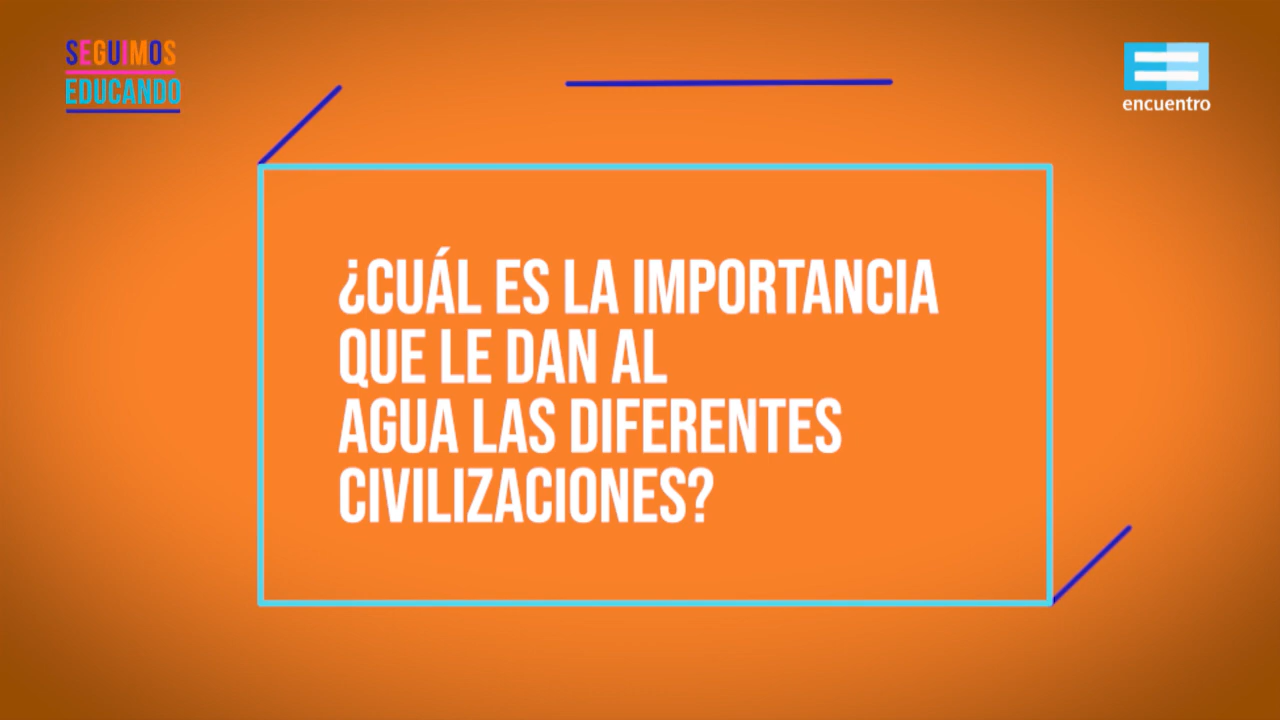 SEGUIMOS
EDUCANDO
encuentro
¿CUÁL ES LA IMPORTANCIA
QUE LE DAN AL
AGUA LAS DIFERENTES
CIVILIZACIONES?